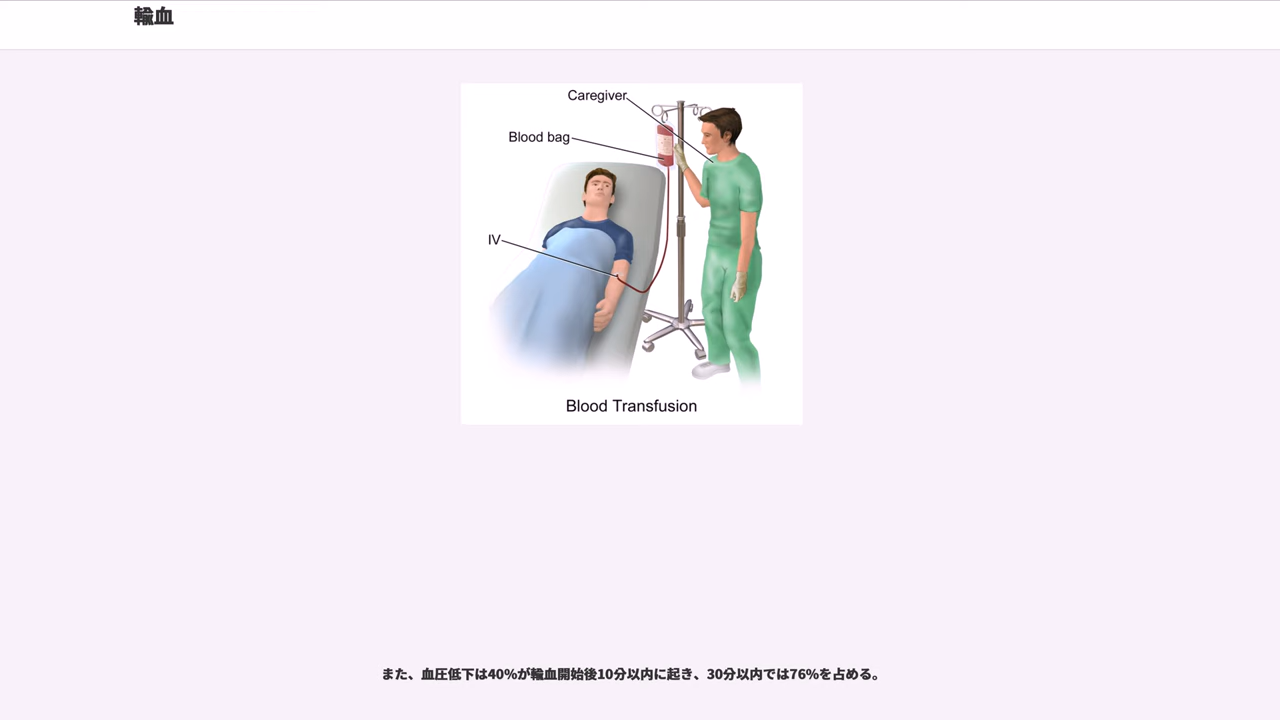 輸血
Caregiver
Blood bag
IV
Blood Transfusion
また、血圧低下は40%が輸血開始後10分以内に起き、30分以内では76%を占める。